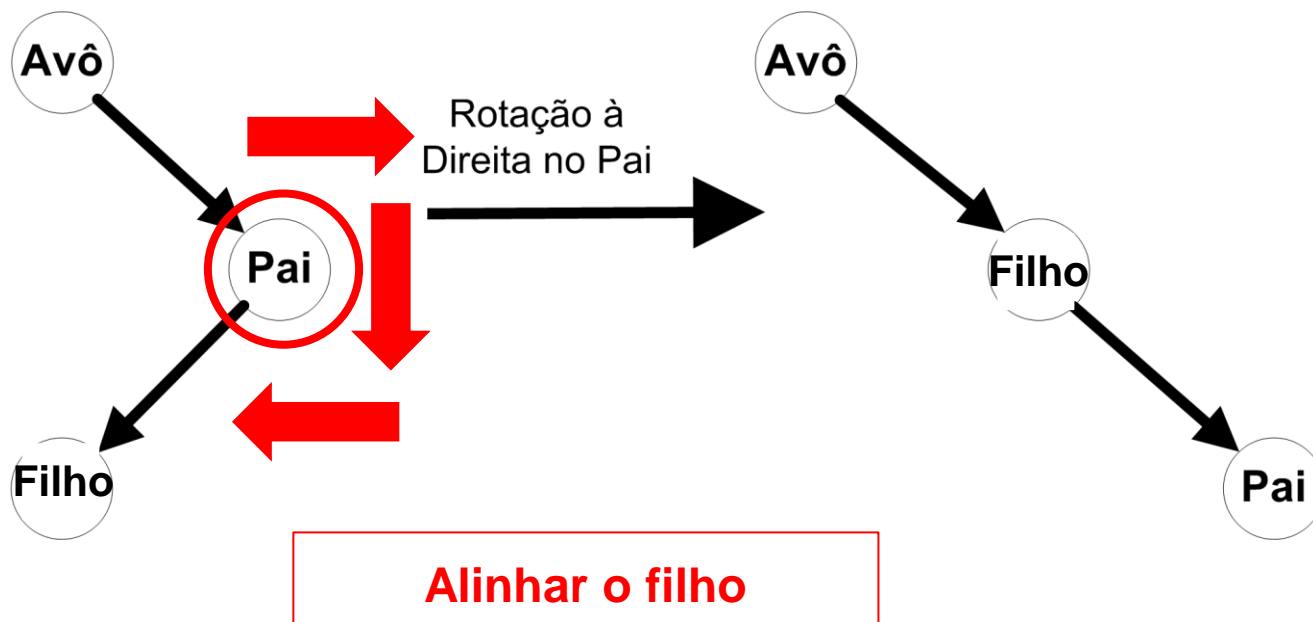 Avô
Rotação à
Direita no Pai
Pai
Filho
Avô
Filho
Pai
Alinhar o filho